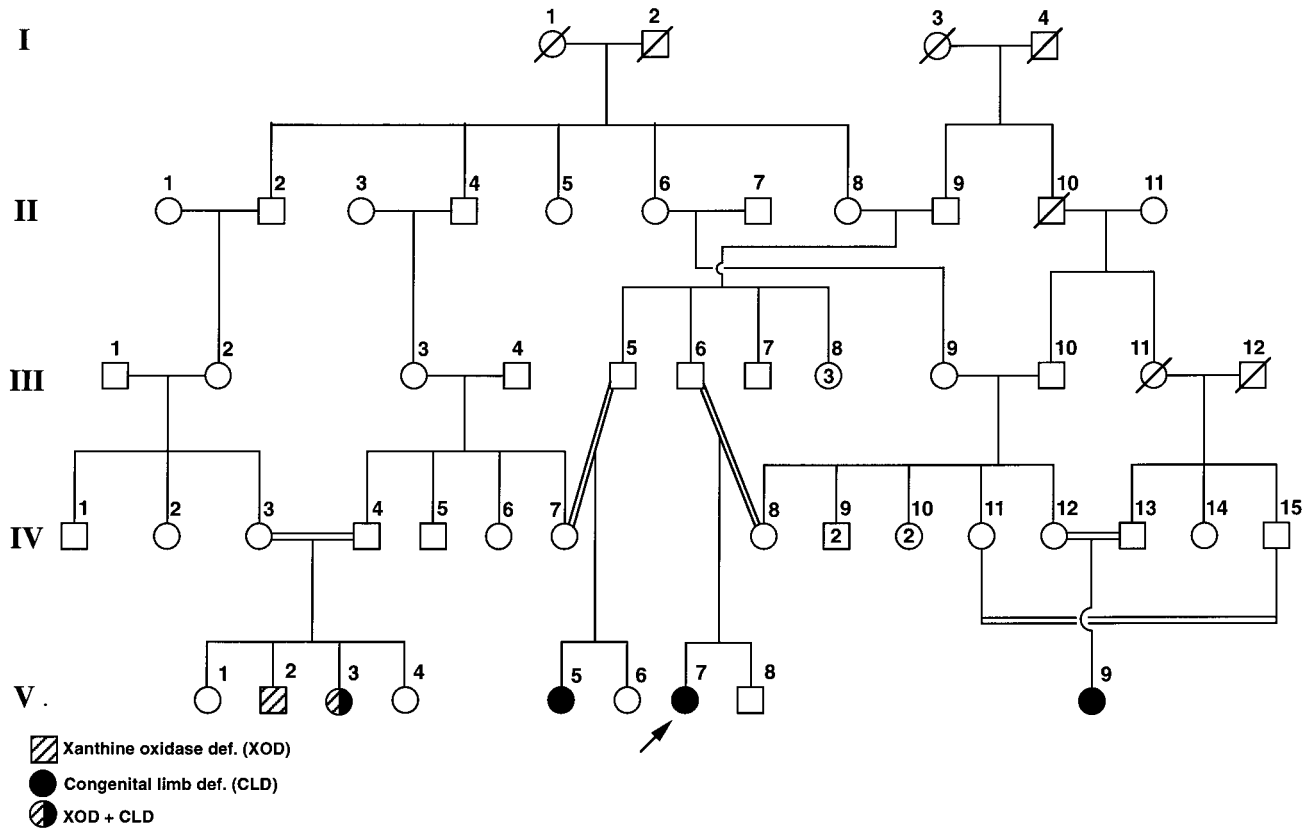 1 2 3 4
I
1 2 3 4 5 6 7 8 9 10 11
II
1 2 3 4 5 6 7 8 9 10 11 12
III
3
1 2 3 4 5 6 7 8 9 10 11 12 13 14 15
IV
2 2
1 2 3 4 5 6 7 8 9
V .
Xanthine oxidase def. (XOD)
Congenital limb def. (CLD)
XOD + CLD